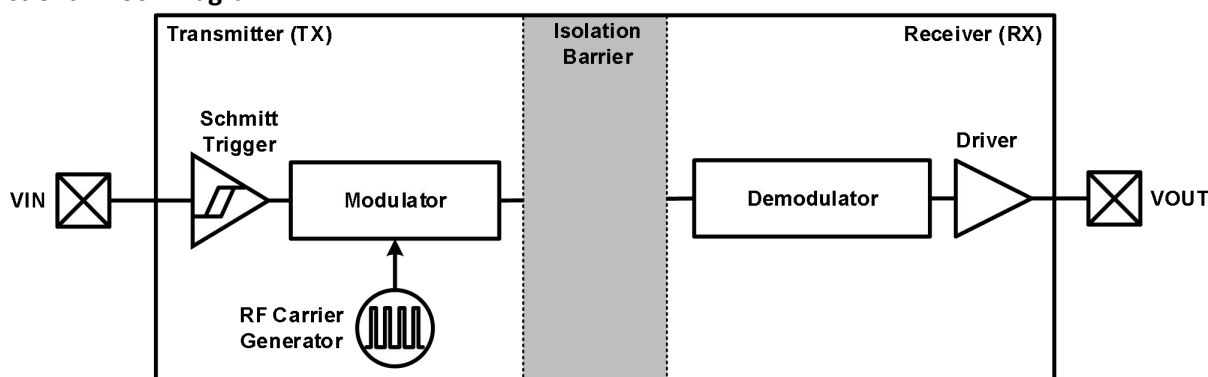 Transmitter (TX)
Isolation
Barrier
Receiver (RX)
Schmitt
Trigger
Driver
VIN
Modulator
Demodulator
VOUT
RF Carrier
Generator